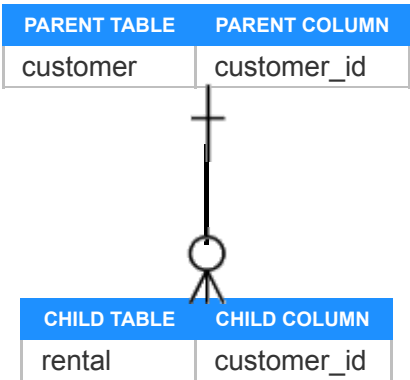 PARENT TABLE PARENT COLUMN
customer customer_id
CHILD TABLE CHILD COLUMN
rental customer_id